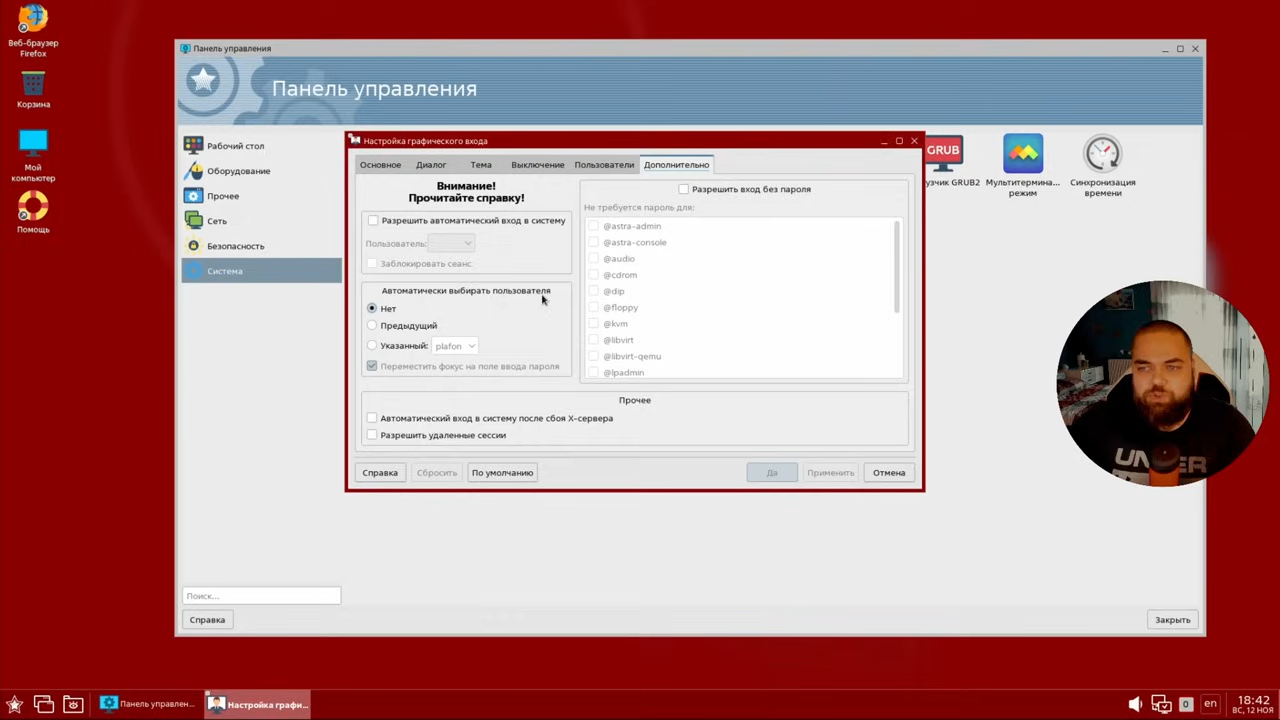 Веб-браузер
Firefox
Корзина
Мой
компьютер
Помощь
Панель управления
Панель управления
Рабочий стол
Оборудование
Прочее
Сеть
Безопасность
Система
Поиск...
Справка
Закрыть
GRUB
узчик GRUB2
Мультитермина...
режим
Синхронизация
времени
Настройка графического входа
Основное
Диалог
Тема
Выключение
Пользователи
Дополнительно
Внимание!
Прочитайте справку!
Разрешить автоматический вход в систему
Пользователь:
Заблокировать сеанс
Автоматически выбирать пользователя
Нет
Предыдущий
Указанный:
plafon
Переместить фокус на поле ввода пароля
Разрешить вход без пароля
Не требуется пароль для:
@astra-admin
@astra-console
@audio
@cdrom
@dip
@floppy
@kvm
@libvirt
@libvirt-qemu
@lpadmin
Прочее
Автоматический вход в систему после сбоя X-сервера
Разрешить удаленные сессии
Справка
Сбросить
По умолчанию
Да
Применить
Отмена
Панель управлен...
Настройка графи...
0
en
18:42
ВС, 12 НОЯ